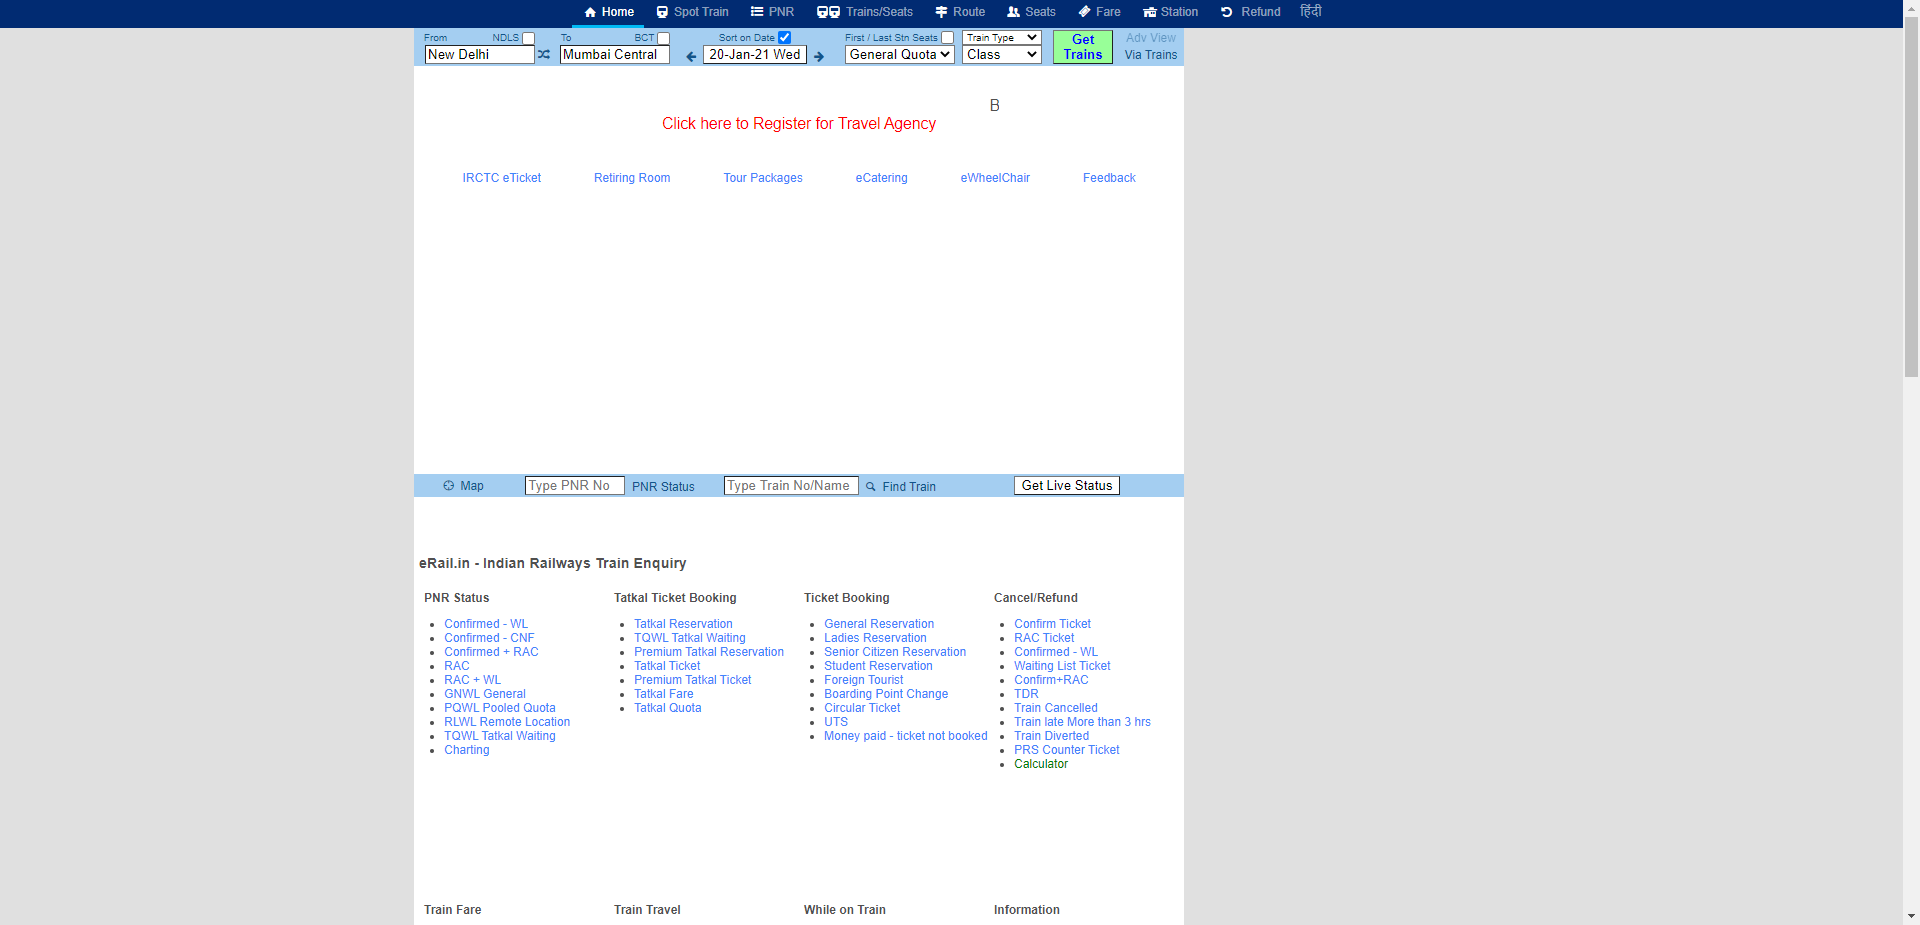 Home Spot Train PNR Trains/Seats Route Seats Fare Station Refund हिंदी
From NDLS To BCT Sort on Date First / Last Stn Seats Train Type Get Trains Adv View
New Delhi Mumbai Central 20-Jan-21 Wed General Quota Class Via Trains
B
Click here to Register for Travel Agency
IRCTC eTicket Retiring Room Tour Packages eCatering eWheelChair Feedback
Map Type PNR No PNR Status Type Train No/Name Find Train Get Live Status
eRail.in - Indian Railways Train Enquiry
PNR Status
Confirmed - WL
Confirmed - CNF
Confirmed + RAC
RAC
RAC + WL
GNWL General
PQWL Pooled Quota
RLWL Remote Location
TQWL Tatkal Waiting
Charting
Tatkal Ticket Booking
Tatkal Reservation
TQWL Tatkal Waiting
Premium Tatkal Reservation
Tatkal Ticket
Premium Tatkal Ticket
Tatkal Fare
Tatkal Quota
Ticket Booking
General Reservation
Ladies Reservation
Senior Citizen Reservation
Student Reservation
Foreign Tourist
Boarding Point Change
Circular Ticket
UTS
Money paid - ticket not booked
Cancel/Refund
Confirm Ticket
RAC Ticket
Confirmed - WL
Waiting List Ticket
Confirm+RAC
TDR
Train Cancelled
Train late More than 3 hrs
Train Diverted
PRS Counter Ticket
Calculator
Train Fare Train Travel While on Train Information